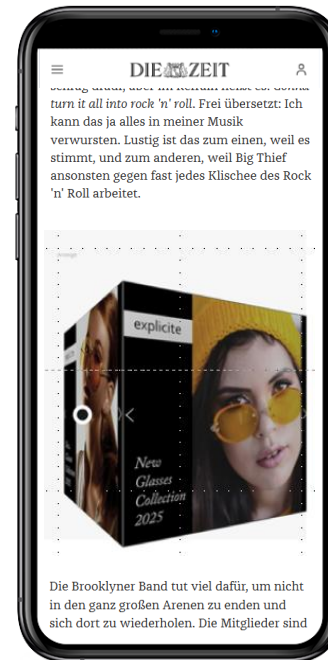 DIE ZEIT
turn it all into rock 'n' roll. Frei übersetzt: Ich
kann das ja alles in meiner Musik
verwursten. Lustig ist das zum einen, weil es
stimmt, und zum anderen, weil Big Thief
ansonsten gegen fast jedes Klischee des Rock
'n' Roll arbeitet.
explicite
New
Glasses
Collection
2025
Die Brooklyner Band tut viel dafür, um nicht
in den ganz großen Arenen zu enden und
sich dort zu wiederholen. Die Mitglieder sind